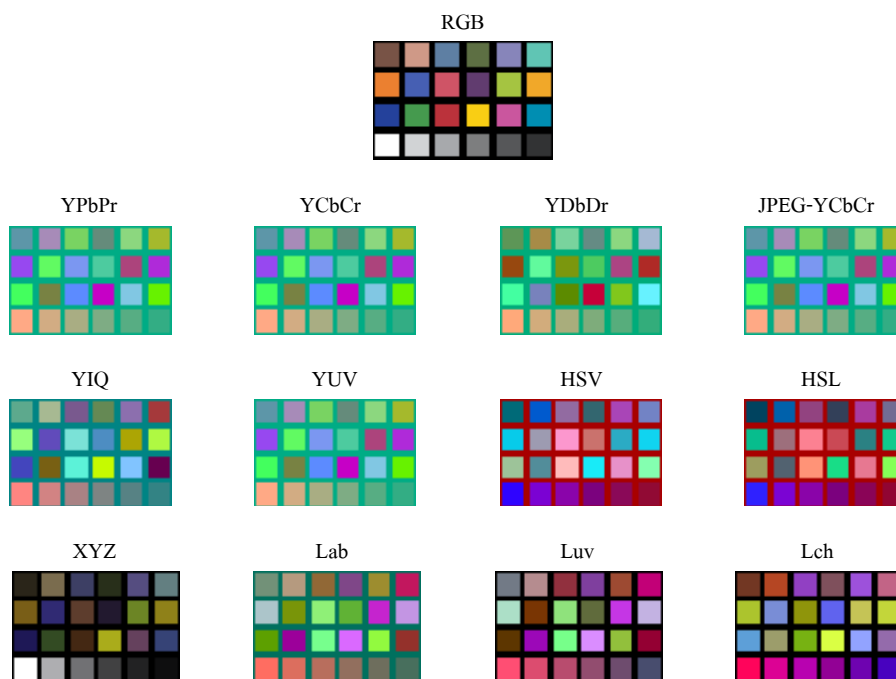 RGB
YPbPr YCbCr YDbDr JPEG-YCbCr
YIQ YUV HSV HSL
XYZ Lab Luv Lch